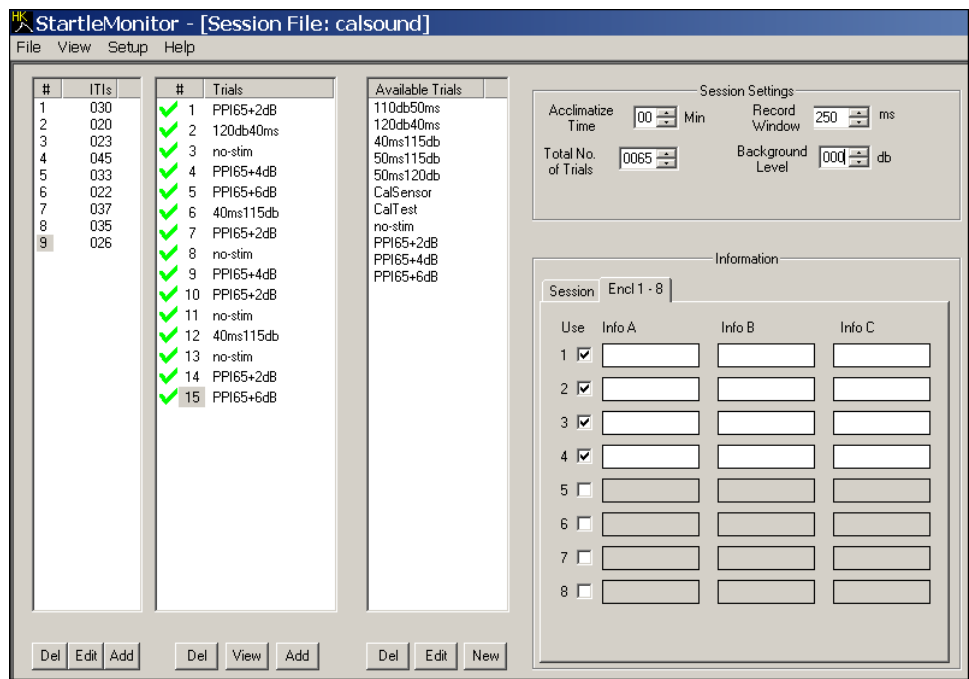 HK StartleMonitor - [Session File: calsound]
File View Setup Help
# ITIs
1 030
2 020
3 023
4 045
5 033
6 022
7 037
8 035
9 026
Del Edit Add
# Trials
1 PPI65+2dB
2 120db40ms
3 no-stim
4 PPI65+4dB
5 PPI65+6dB
6 40ms115db
7 PPI65+2dB
8 no-stim
9 PPI65+4dB
10 PPI65+2dB
11 no-stim
12 40ms115db
13 no-stim
14 PPI65+2dB
15 PPI65+6dB
Del View Add
Available Trials
110db50ms
120db40ms
40ms115db
50ms115db
50ms120db
CalSensor
CalTest
no-stim
PPI65+2dB
PPI65+4dB
PPI65+6dB
Del Edit New
Session Settings
Acclimatize Time 00 Min
Record Window 250 ms
Total No. of Trials 0065
Background Level 000 db
Information
Session Encl 1 - 8
Use Info A Info B Info C
1
2
3
4
5
6
7
8